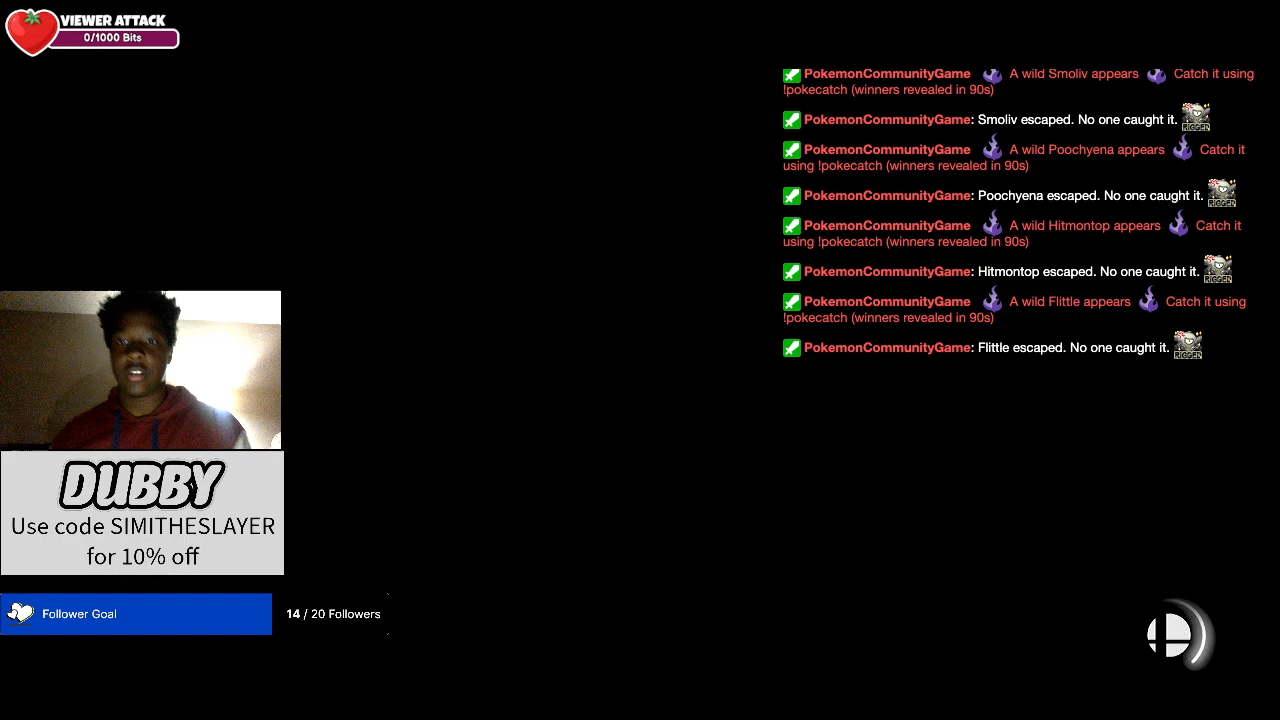 VIEWER ATTACK
0/1000 Bits
PokemonCommunityGame A wild Smoliv appears Catch it using
!pokecatch (winners revealed in 90s)
PokemonCommunityGame: Smoliv escaped. No one caught it. RIGGED
PokemonCommunityGame A wild Poochyena appears Catch it
using !pokecatch (winners revealed in 90s)
PokemonCommunityGame: Poochyena escaped. No one caught it. RIGGED
PokemonCommunityGame A wild Hitmontop appears Catch it
using !pokecatch (winners revealed in 90s)
PokemonCommunityGame: Hitmontop escaped. No one caught it. RIGGED
PokemonCommunityGame A wild Flittle appears Catch it using
!pokecatch (winners revealed in 90s)
PokemonCommunityGame: Flittle escaped. No one caught it. RIGGED
DUBBY
Use code SIMITHESLAYER
for 10% off
Follower Goal
14 / 20 Followers